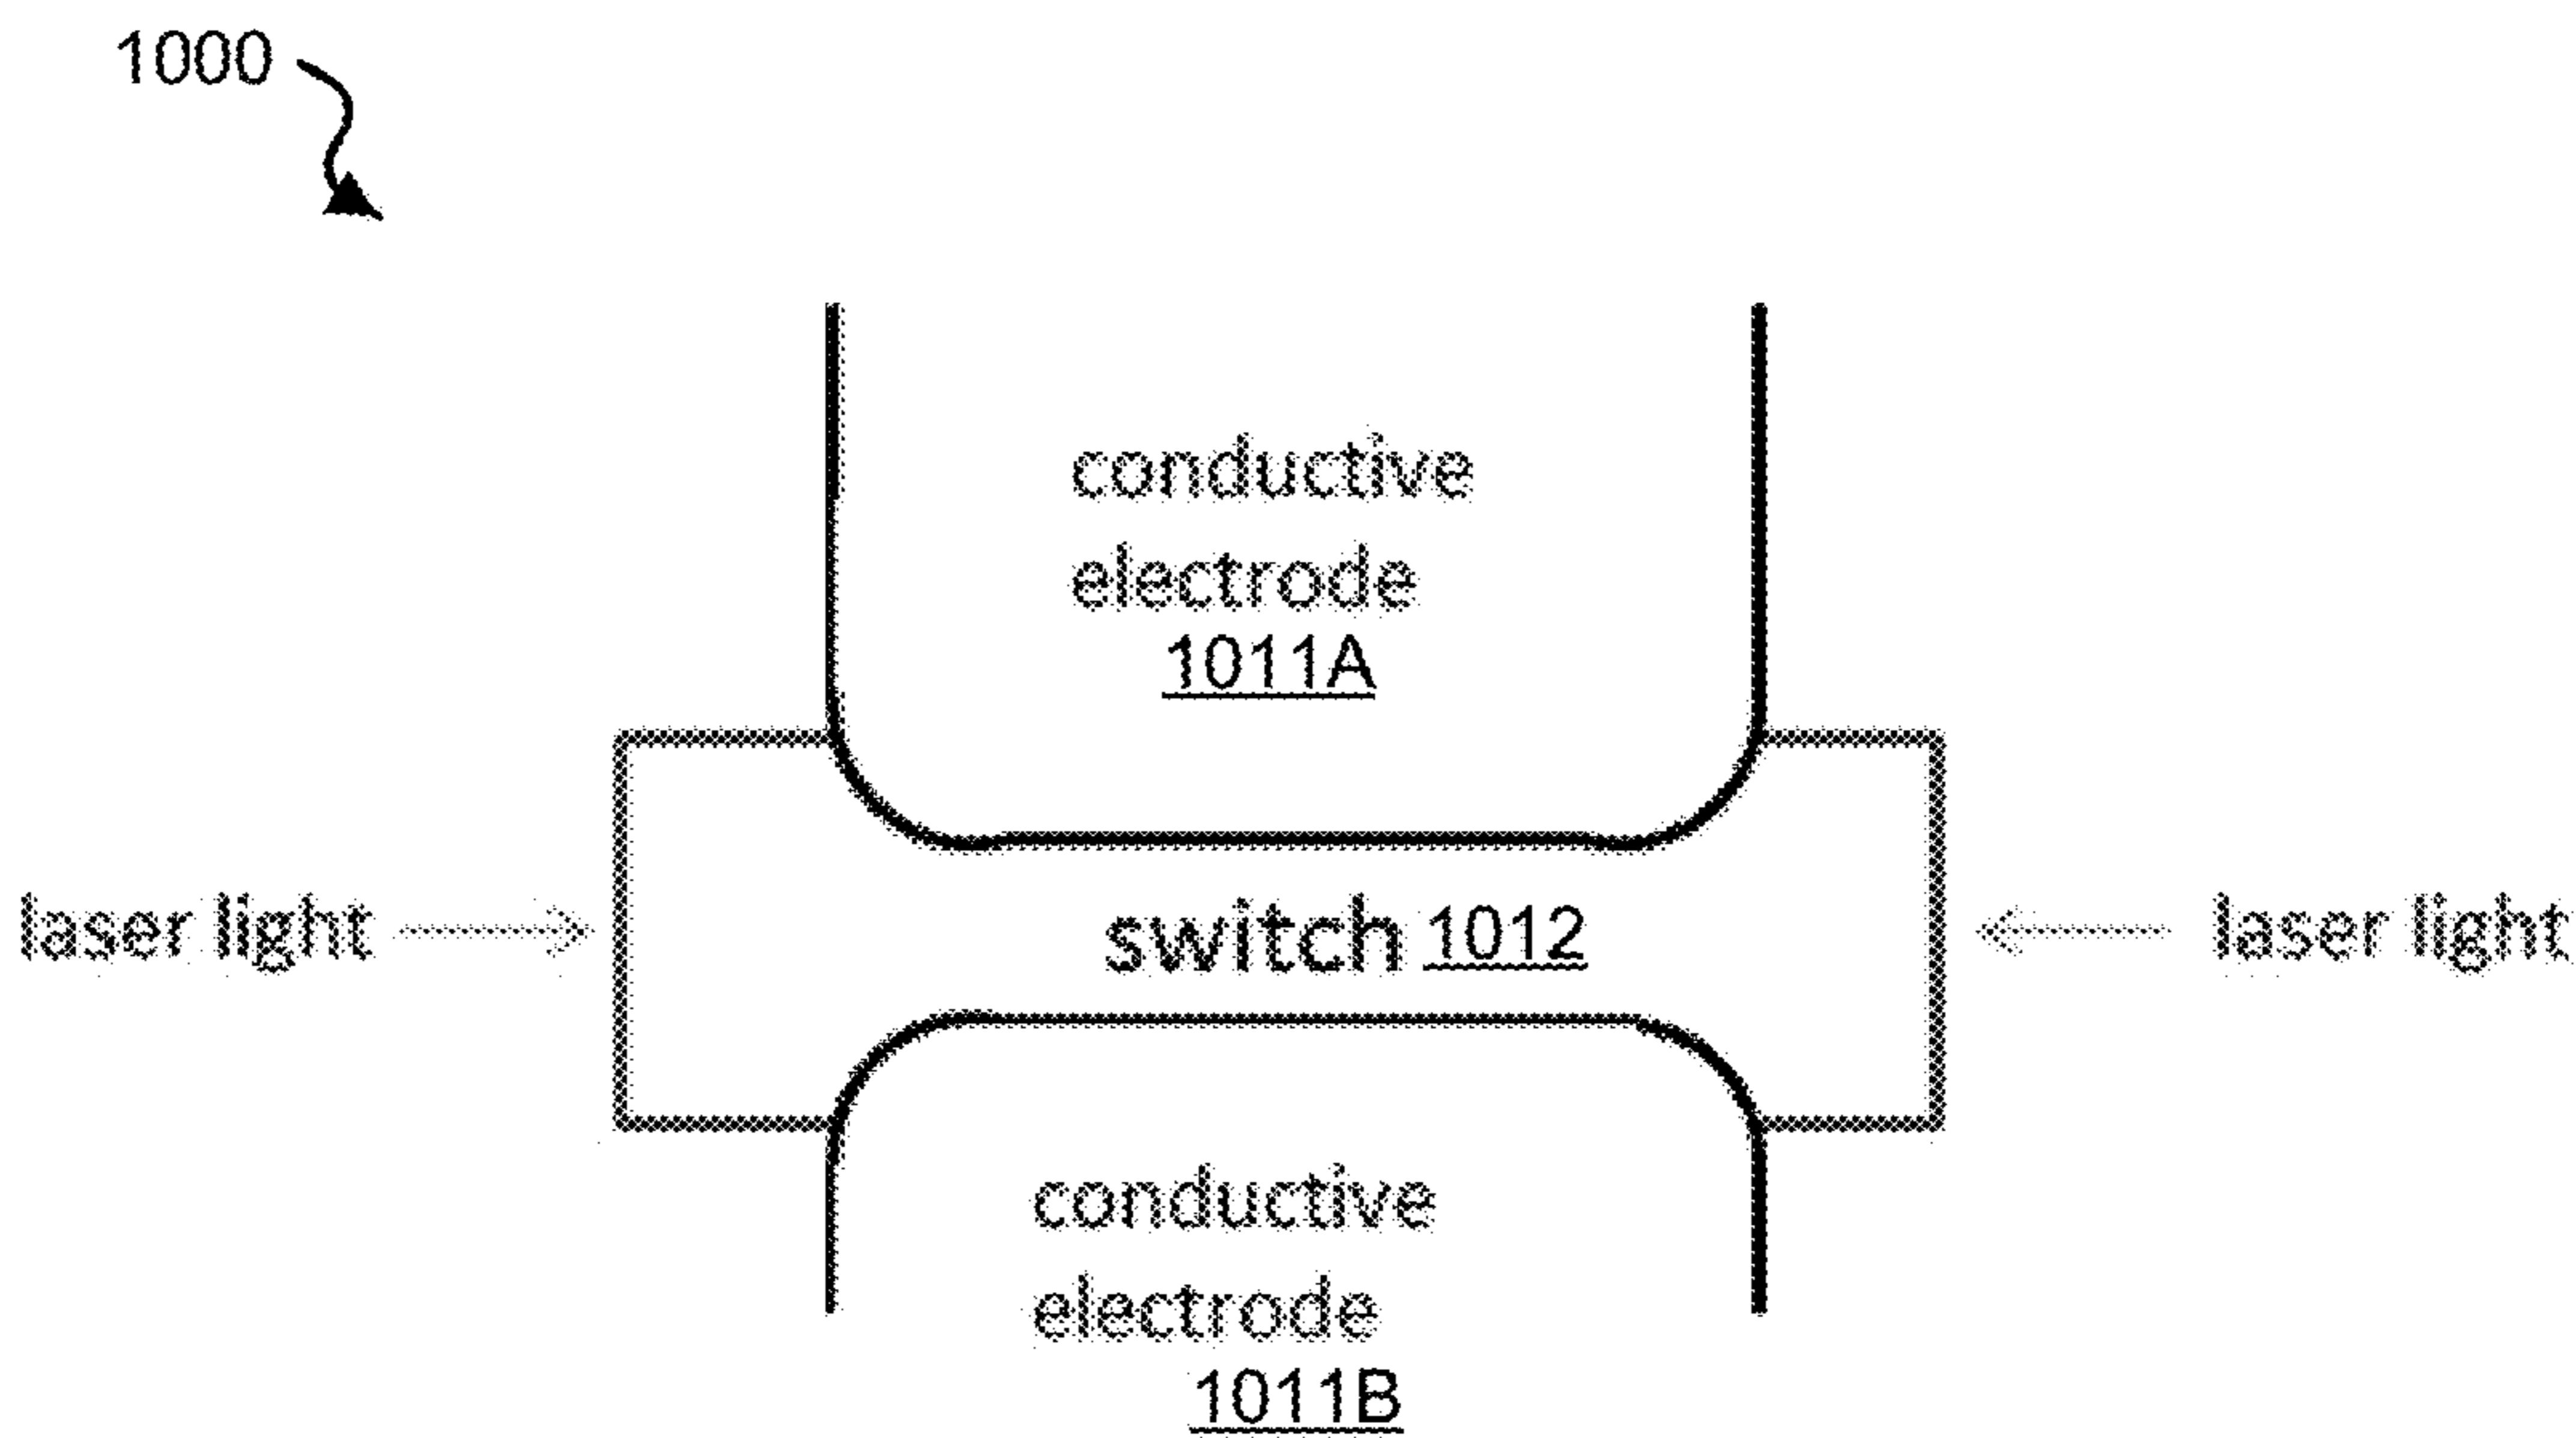 1000
conductive
electrode
1011A
laser light
switch 1012
laser light
conductive
electrode
1011B